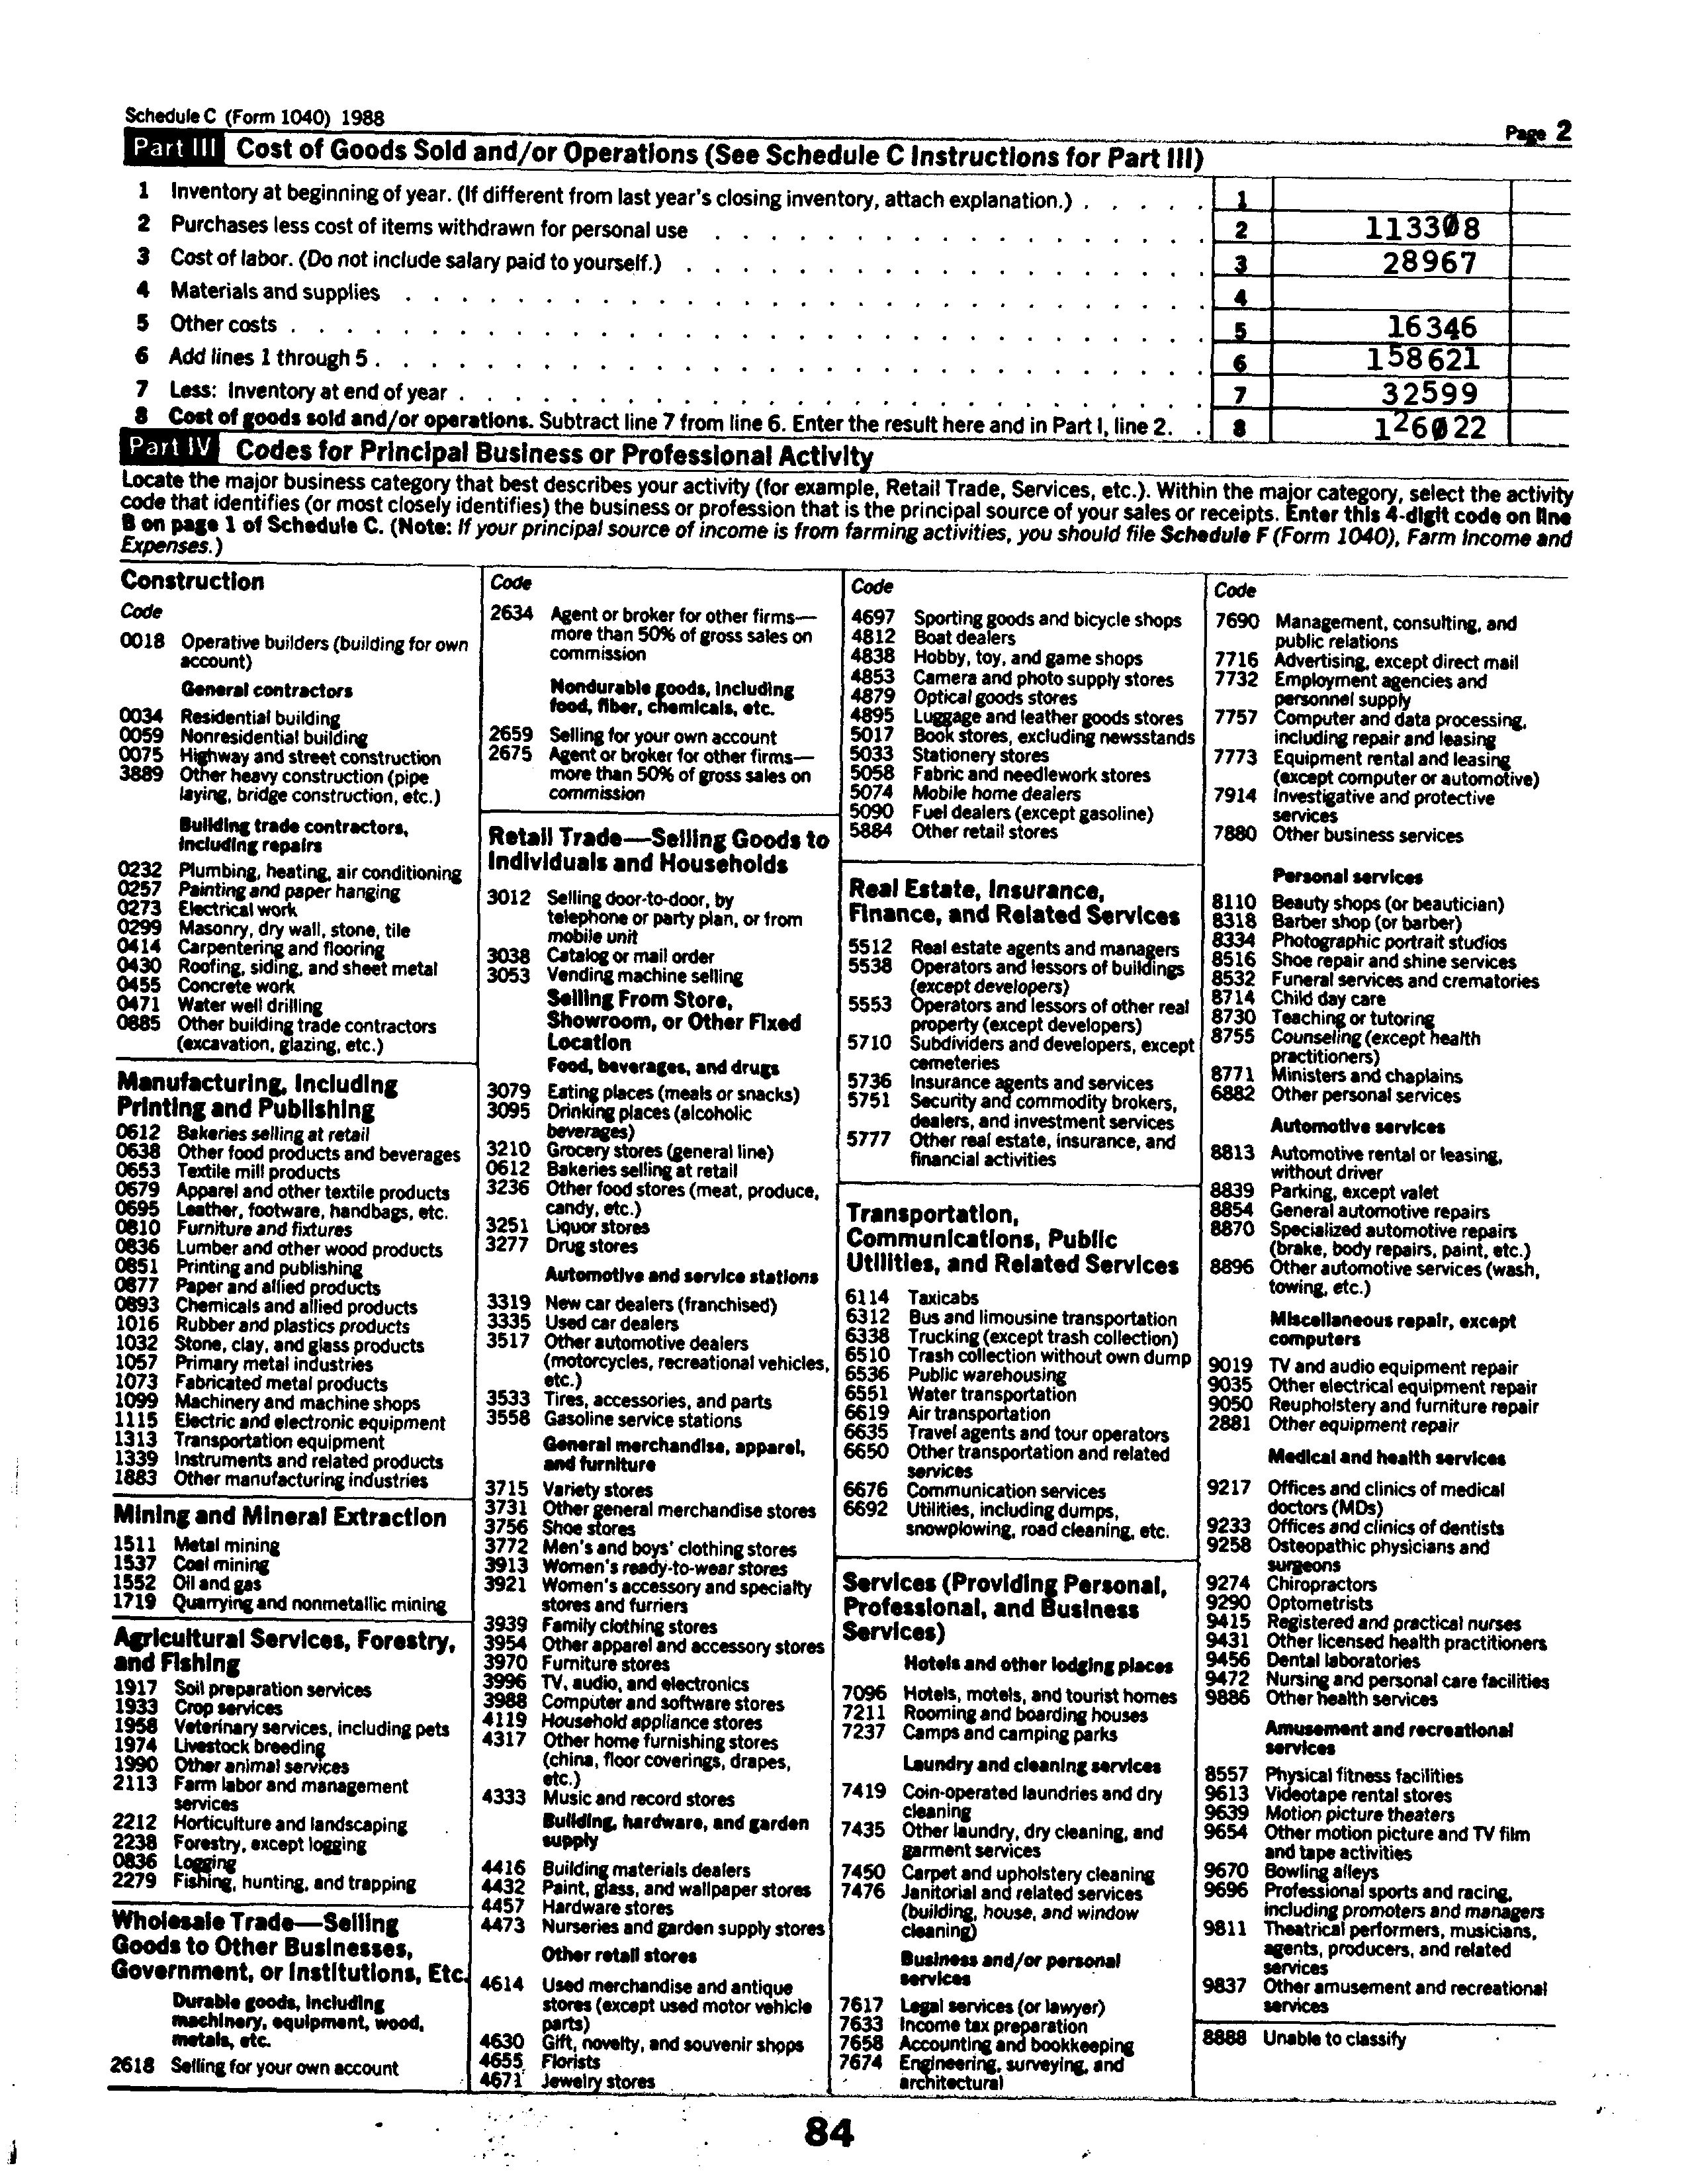 Schedule C (Form 1040) 1988
Page 2
Part III Cost of Goods Sold and/or Operations (See Schedule C Instructions for Part III)
1 Inventory at beginning of year. (If different from last year's closing inventory, attach explanation.) . . . . . 1
2 Purchases less cost of items withdrawn for personal use . . . . . . . . . . . . . . . . . . 2 113308
3 Cost of labor. (Do not include salary paid to yourself.) . . . . . . . . . . . . . . . . . . . 3 28967
4 Materials and supplies . . . . . . . . . . . . . . . . . . . . . . . . . . . . . 4
5 Other costs . . . . . . . . . . . . . . . . . . . . . . . . . . . . . . . . . 5 16346
6 Add lines 1 through 5 . . . . . . . . . . . . . . . . . . . . . . . . . . . . . . 6 158621
7 Less: Inventory at end of year . . . . . . . . . . . . . . . . . . . . . . . . . . . 7 32599
8 Cost of goods sold and/or operations. Subtract line 7 from line 6. Enter the result here and in Part I, line 2. . 8 126022
Part IV Codes for Principal Business or Professional Activity
Locate the major business category that best describes your activity (for example, Retail Trade, Services, etc.). Within the major category, select the activity
code that identifies (or most closely identifies) the business or profession that is the principal source of your sales or receipts. Enter this 4-digit code on line
B on page 1 of Schedule C. (Note: If your principal source of income is from farming activities, you should file Schedule F (Form 1040), Farm Income and
Expenses.)
Construction
Code
0018 Operative builders (building for own
account)
General contractors
0034 Residential building
0059 Nonresidential building
0075 Highway and street construction
3889 Other heavy construction (pipe
laying, bridge construction, etc.)
Building trade contractors,
including repairs
0232 Plumbing, heating, air conditioning
0257 Painting and paper hanging
0273 Electrical work
0299 Masonry, dry wall, stone, tile
0414 Carpentering and flooring
0430 Roofing, siding, and sheet metal
0455 Concrete work
0471 Water well drilling
0885 Other building trade contractors
(excavation, glazing, etc.)
Manufacturing, Including
Printing and Publishing
0612 Bakeries selling at retail
0638 Other food products and beverages
0653 Textile mill products
0679 Apparel and other textile products
0695 Leather, footware, handbags, etc.
0810 Furniture and fixtures
0836 Lumber and other wood products
0851 Printing and publishing
0877 Paper and allied products
0893 Chemicals and allied products
1016 Rubber and plastics products
1032 Stone, clay, and glass products
1057 Primary metal industries
1073 Fabricated metal products
1099 Machinery and machine shops
1115 Electric and electronic equipment
1313 Transportation equipment
1339 Instruments and related products
1883 Other manufacturing industries
Mining and Mineral Extraction
1511 Metal mining
1537 Coal mining
1552 Oil and gas
1719 Quarrying and nonmetallic mining
Agricultural Services, Forestry,
and Fishing
1917 Soil preparation services
1933 Crop services
1958 Veterinary services, including pets
1974 Livestock breeding
1990 Other animal services
2113 Farm labor and management
services
2212 Horticulture and landscaping
2238 Forestry, except logging
0836 Logging
2279 Fishing, hunting, and trapping
Wholesale Trade—Selling
Goods to Other Businesses,
Government, or Institutions, Etc.
Durable goods, including
machinery, equipment, wood,
metals, etc.
2618 Selling for your own account
Code
2634 Agent or broker for other firms—
more than 50% of gross sales on
commission
Nondurable goods, including
food, fiber, chemicals, etc.
2659 Selling for your own account
2675 Agent or broker for other firms—
more than 50% of gross sales on
commission
Retail Trade—Selling Goods to
Individuals and Households
3012 Selling door-to-door, by
telephone or party plan, or from
mobile unit
3038 Catalog or mail order
3053 Vending machine selling
Selling From Store,
Showroom, or Other Fixed
Location
Food, beverages, and drugs
3079 Eating places (meals or snacks)
3095 Drinking places (alcoholic
beverages)
3210 Grocery stores (general line)
0612 Bakeries selling at retail
3236 Other food stores (meat, produce,
candy, etc.)
3251 Liquor stores
3277 Drug stores
Automotive and service stations
3319 New car dealers (franchised)
3335 Used car dealers
3517 Other automotive dealers
(motorcycles, recreational vehicles,
etc.)
3533 Tires, accessories, and parts
3558 Gasoline service stations
General merchandise, apparel,
and furniture
3715 Variety stores
3731 Other general merchandise stores
3756 Shoe stores
3772 Men's and boys' clothing stores
3913 Women's ready-to-wear stores
3921 Women's accessory and specialty
stores and furriers
3939 Family clothing stores
3954 Other apparel and accessory stores
3970 Furniture stores
3996 TV, audio, and electronics
3988 Computer and software stores
4119 Household appliance stores
4317 Other home furnishing stores
(china, floor coverings, drapes,
etc.)
4333 Music and record stores
Building, hardware, and garden
supply
4416 Building materials dealers
4432 Paint, glass, and wallpaper stores
4457 Hardware stores
4473 Nurseries and garden supply stores
Other retail stores
4614 Used merchandise and antique
stores (except used motor vehicle
parts)
4630 Gift, novelty, and souvenir shops
4655 Florists
4671 Jewelry stores
Code
4697 Sporting goods and bicycle shops
4812 Boat dealers
4838 Hobby, toy, and game shops
4853 Camera and photo supply stores
4879 Optical goods stores
4895 Luggage and leather goods stores
5017 Book stores, excluding newsstands
5033 Stationery stores
5058 Fabric and needlework stores
5074 Mobile home dealers
5090 Fuel dealers (except gasoline)
5884 Other retail stores
Real Estate, Insurance,
Finance, and Related Services
5512 Real estate agents and managers
5538 Operators and lessors of buildings
(except developers)
5553 Operators and lessors of other real
property (except developers)
5710 Subdividers and developers, except
cemeteries
5736 Insurance agents and services
5751 Security and commodity brokers,
dealers, and investment services
5777 Other real estate, insurance, and
financial activities
Transportation,
Communications, Public
Utilities, and Related Services
6114 Taxicabs
6312 Bus and limousine transportation
6338 Trucking (except trash collection)
6510 Trash collection without own dump
6536 Public warehousing
6551 Water transportation
6619 Air transportation
6635 Travel agents and tour operators
6650 Other transportation and related
services
6676 Communication services
6692 Utilities, including dumps,
snowplowing, road cleaning, etc.
Services (Providing Personal,
Professional, and Business
Services)
Hotels and other lodging places
7096 Hotels, motels, and tourist homes
7211 Rooming and boarding houses
7237 Camps and camping parks
Laundry and cleaning services
7419 Coin-operated laundries and dry
cleaning
7435 Other laundry, dry cleaning, and
garment services
7450 Carpet and upholstery cleaning
7476 Janitorial and related services
(building, house, and window
cleaning)
Business and/or personal
services
7617 Legal services (or lawyer)
7633 Income tax preparation
7658 Accounting and bookkeeping
7674 Engineering, surveying, and
architectural
Code
7690 Management, consulting, and
public relations
7716 Advertising, except direct mail
7732 Employment agencies and
personnel supply
7757 Computer and data processing,
including repair and leasing
7773 Equipment rental and leasing
(except computer or automotive)
7914 Investigative and protective
services
7880 Other business services
Personal services
8110 Beauty shops (or beautician)
8318 Barber shop (or barber)
8334 Photographic portrait studios
8516 Shoe repair and shine services
8532 Funeral services and crematories
8714 Child day care
8730 Teaching or tutoring
8755 Counseling (except health
practitioners)
8771 Ministers and chaplains
6882 Other personal services
Automotive services
8813 Automotive rental or leasing,
without driver
8839 Parking, except valet
8854 General automotive repairs
8870 Specialized automotive repairs
(brake, body repairs, paint, etc.)
8896 Other automotive services (wash,
towing, etc.)
Miscellaneous repair, except
computers
9019 TV and audio equipment repair
9035 Other electrical equipment repair
9050 Reupholstery and furniture repair
2881 Other equipment repair
Medical and health services
9217 Offices and clinics of medical
doctors (MDs)
9233 Offices and clinics of dentists
9258 Osteopathic physicians and
surgeons
9274 Chiropractors
9290 Optometrists
9415 Registered and practical nurses
9431 Other licensed health practitioners
9456 Dental laboratories
9472 Nursing and personal care facilities
9886 Other health services
Amusement and recreational
services
8557 Physical fitness facilities
9613 Videotape rental stores
9639 Motion picture theaters
9654 Other motion picture and TV film
and tape activities
9670 Bowling alleys
9696 Professional sports and racing,
including promoters and managers
9811 Theatrical performers, musicians,
agents, producers, and related
services
9837 Other amusement and recreational
services
8888 Unable to classify
84